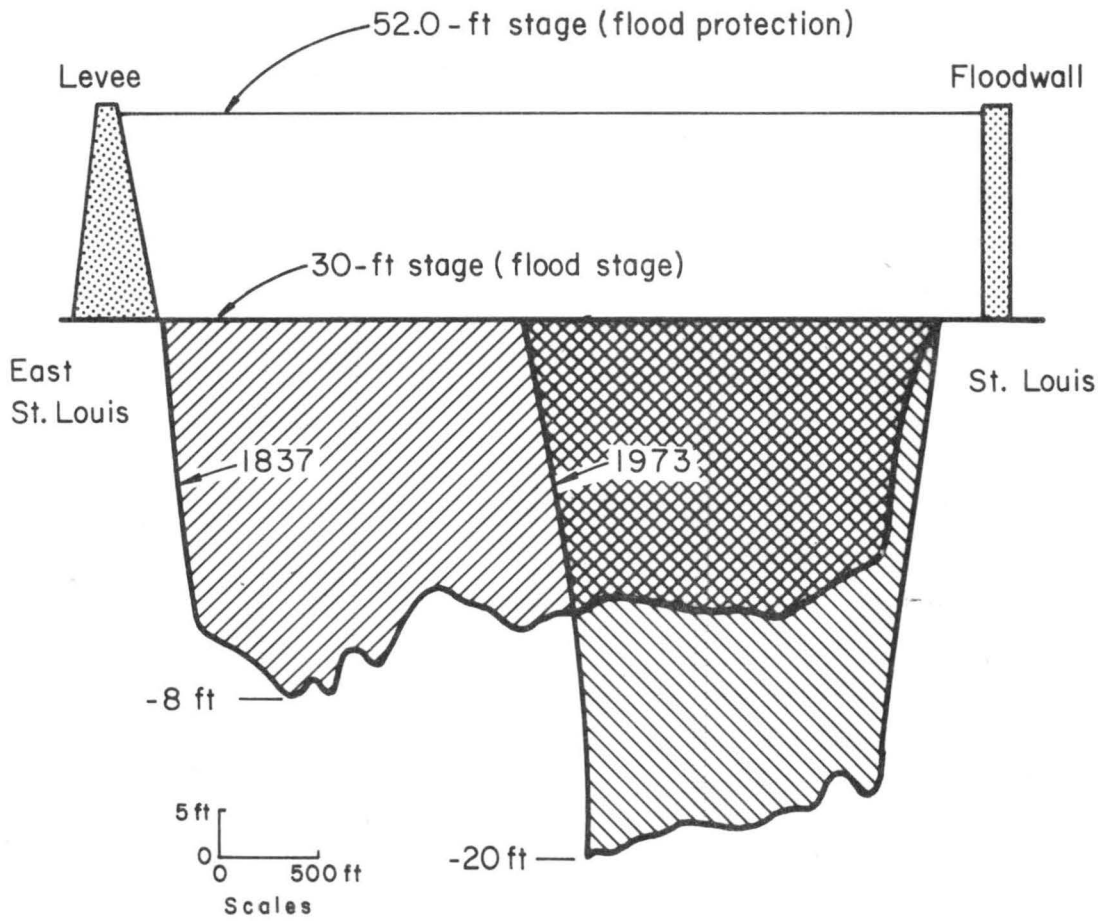 52.0-ft stage (flood protection)
Levee
Floodwall
30-ft stage (flood stage)
East
St. Louis
St. Louis
1837
1973
-8 ft
5 ft
0
0 500 ft
Scales
-20 ft